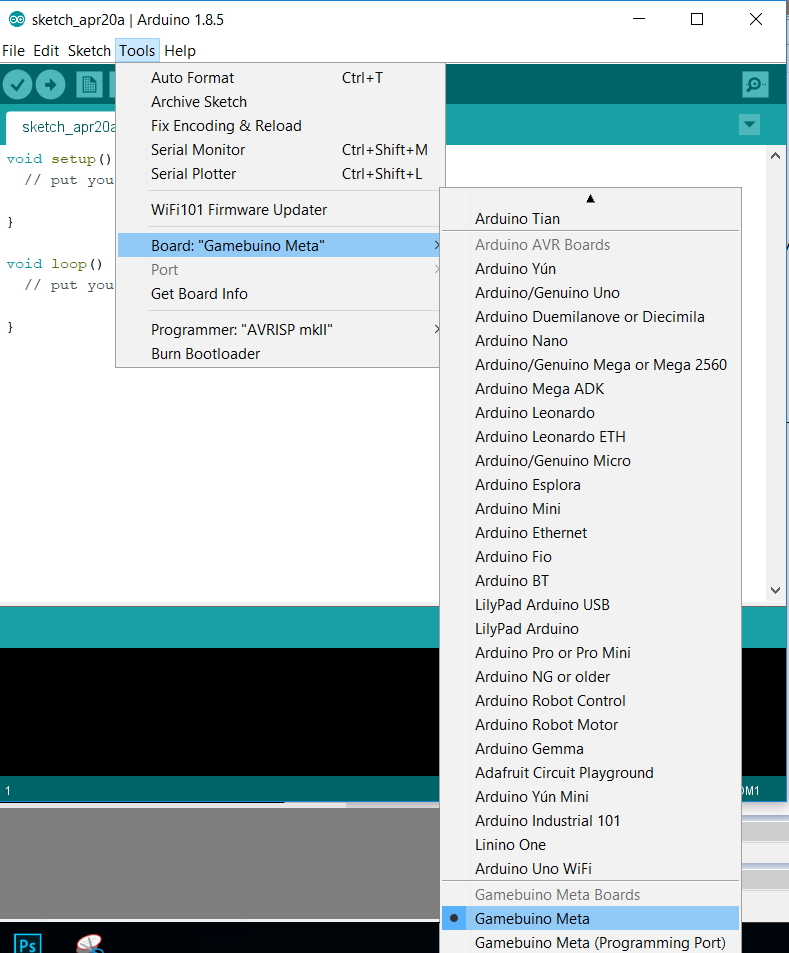 sketch_apr20a | Arduino 1.8.5
File Edit Sketch Tools Help
sketch_apr20a
void setup()
// put you
}
void loop()
// put you
}
Auto Format Ctrl+T
Archive Sketch
Fix Encoding & Reload
Serial Monitor Ctrl+Shift+M
Serial Plotter Ctrl+Shift+L
WiFi101 Firmware Updater
Board: "Gamebuino Meta"
Port
Get Board Info
Programmer: "AVRISP mkII"
Burn Bootloader
Arduino Tian
Arduino AVR Boards
Arduino Yún
Arduino/Genuino Uno
Arduino Duemilanove or Diecimila
Arduino Nano
Arduino/Genuino Mega or Mega 2560
Arduino Mega ADK
Arduino Leonardo
Arduino Leonardo ETH
Arduino/Genuino Micro
Arduino Esplora
Arduino Mini
Arduino Ethernet
Arduino Fio
Arduino BT
LilyPad Arduino USB
LilyPad Arduino
Arduino Pro or Pro Mini
Arduino NG or older
Arduino Robot Control
Arduino Robot Motor
Arduino Gemma
Adafruit Circuit Playground
Arduino Yún Mini
Arduino Industrial 101
Linino One
Arduino Uno WiFi
Gamebuino Meta Boards
Gamebuino Meta
Gamebuino Meta (Programming Port)
1
Ps